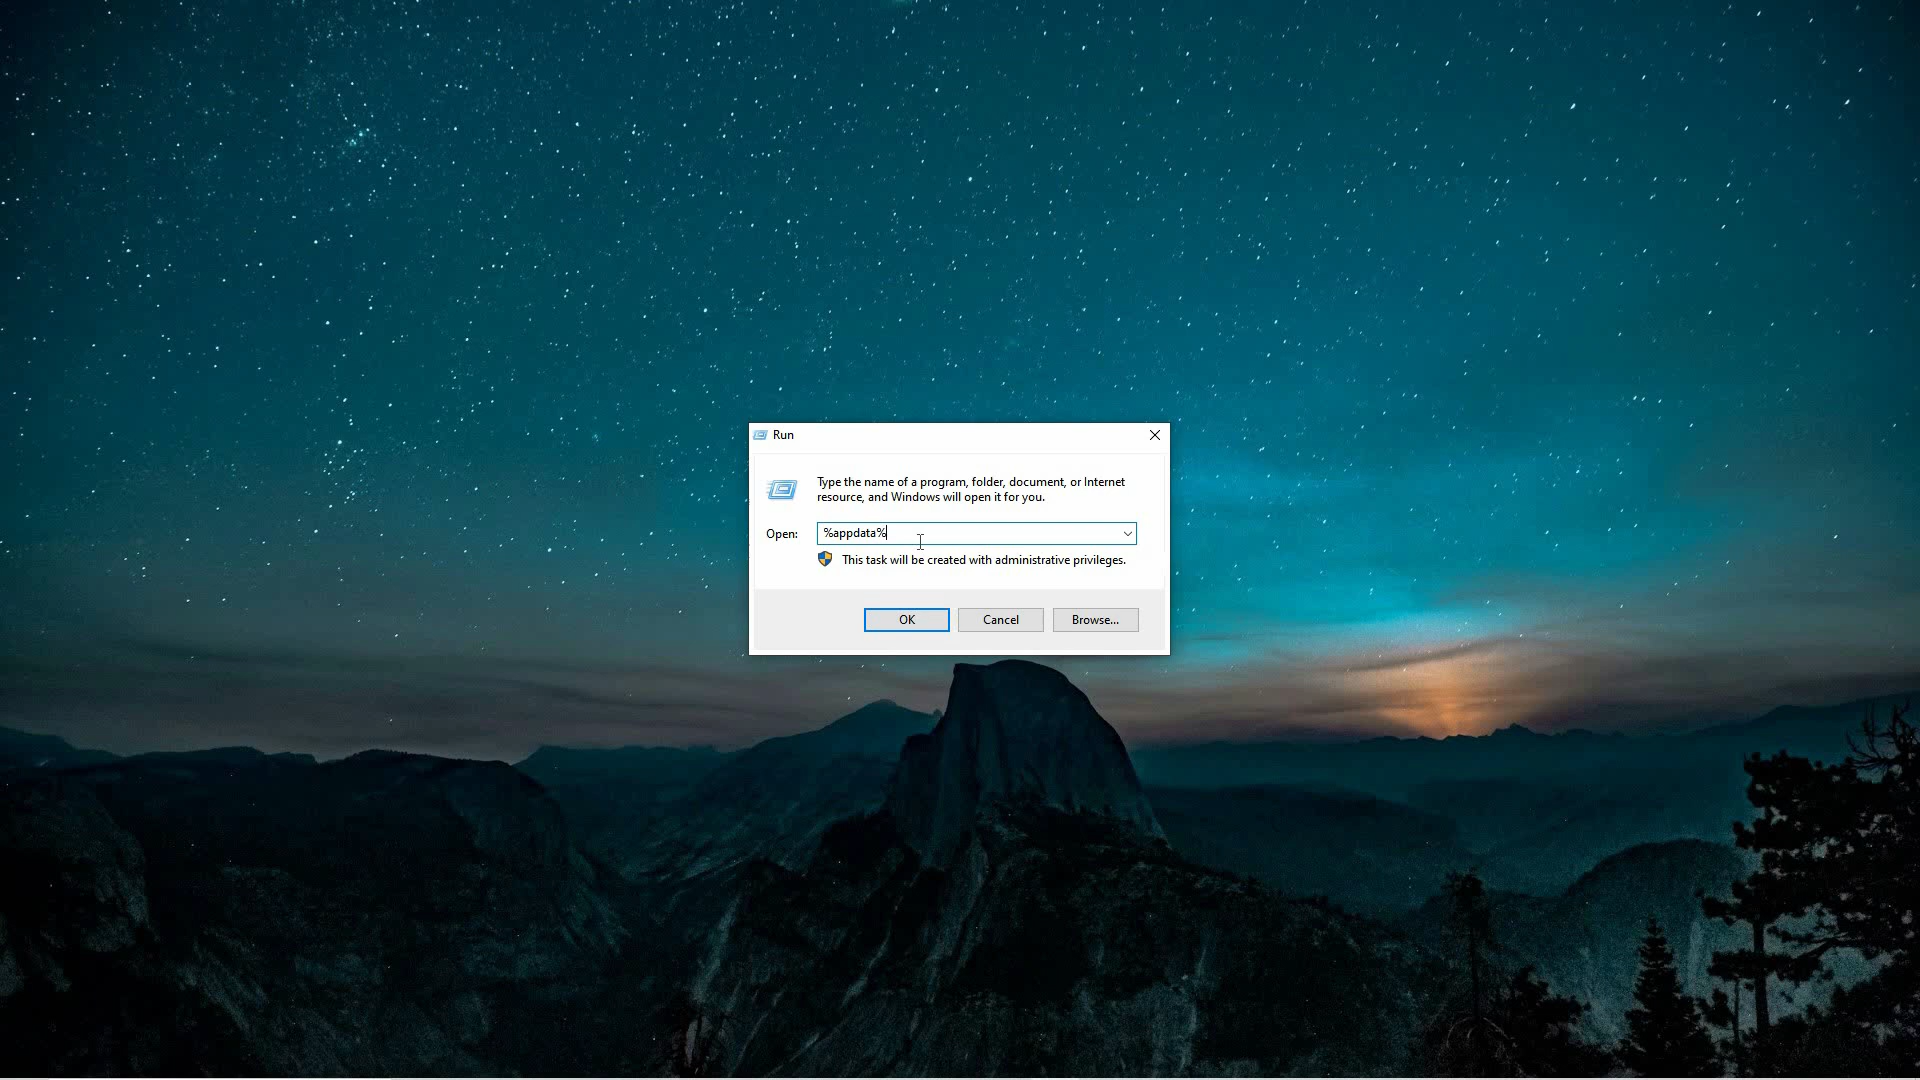 Run
Type the name of a program, folder, document, or Internet
resource, and Windows will open it for you.
Open: %appdata%
This task will be created with administrative privileges.
OK Cancel Browse...